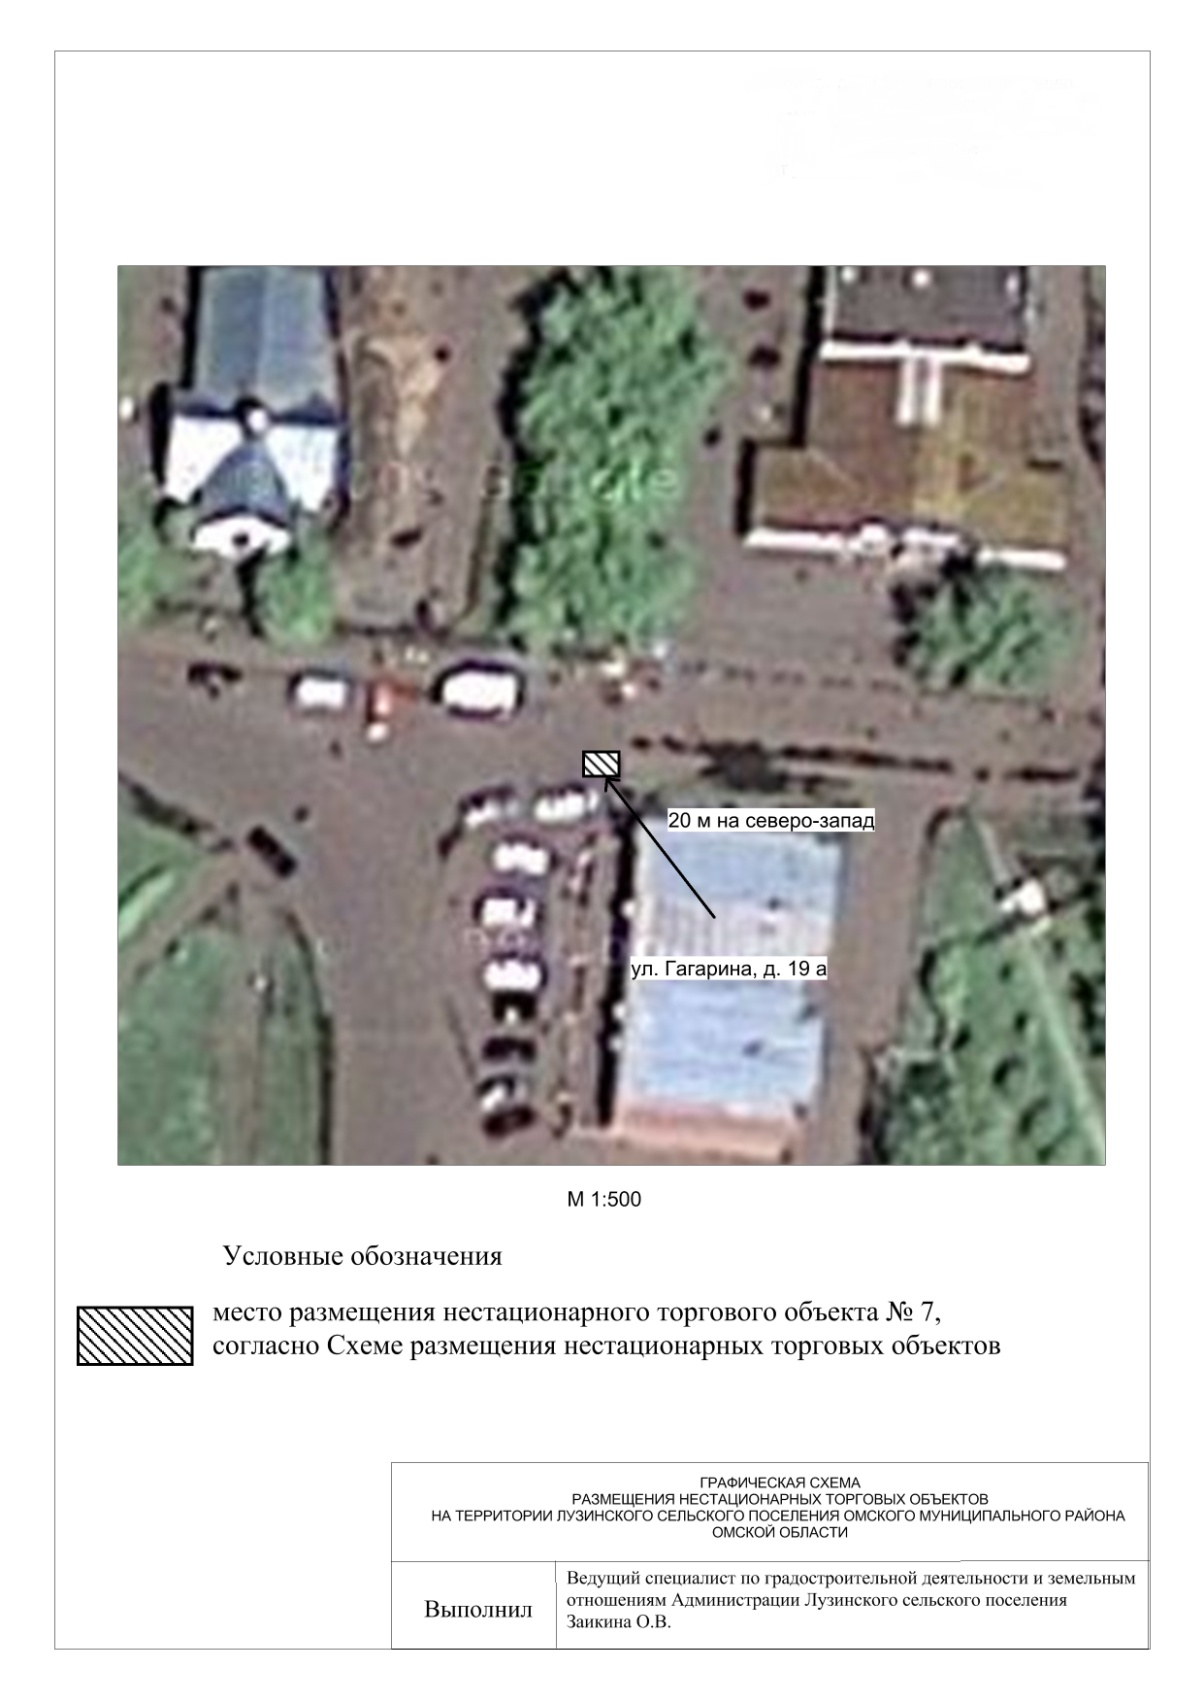 20 м на северо-запад
ул. Гагарина, д. 19 а
М 1:500
Условные обозначения
место размещения нестационарного торгового объекта № 7,
согласно Схеме размещения нестационарных торговых объектов
ГРАФИЧЕСКАЯ СХЕМА
РАЗМЕЩЕНИЯ НЕСТАЦИОНАРНЫХ ТОРГОВЫХ ОБЪЕКТОВ
НА ТЕРРИТОРИИ ЛУЗИНСКОГО СЕЛЬСКОГО ПОСЕЛЕНИЯ ОМСКОГО МУНИЦИПАЛЬНОГО РАЙОНА
ОМСКОЙ ОБЛАСТИ
Выполнил
Ведущий специалист по градостроительной деятельности и земельным
отношениям Администрации Лузинского сельского поселения
Заикина О.В.